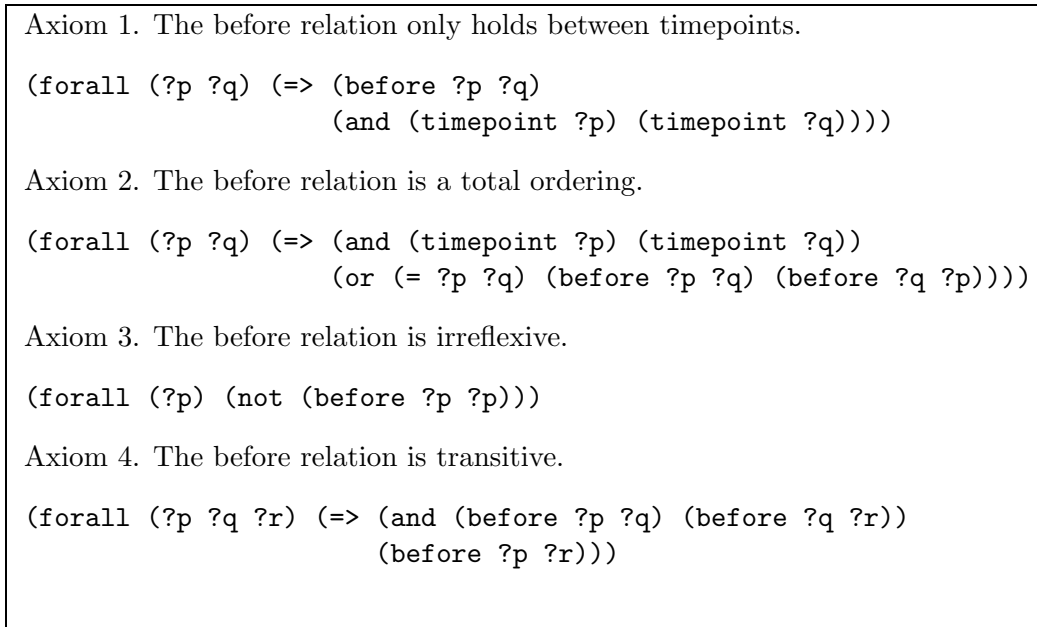 Axiom 1. The before relation only holds between timepoints.
(forall (?p ?q) (=> (before ?p ?q)
(and (timepoint ?p) (timepoint ?q))))
Axiom 2. The before relation is a total ordering.
(forall (?p ?q) (=> (and (timepoint ?p) (timepoint ?q))
(or (= ?p ?q) (before ?p ?q) (before ?q ?p))))
Axiom 3. The before relation is irreflexive.
(forall (?p) (not (before ?p ?p)))
Axiom 4. The before relation is transitive.
(forall (?p ?q ?r) (=> (and (before ?p ?q) (before ?q ?r))
(before ?p ?r)))